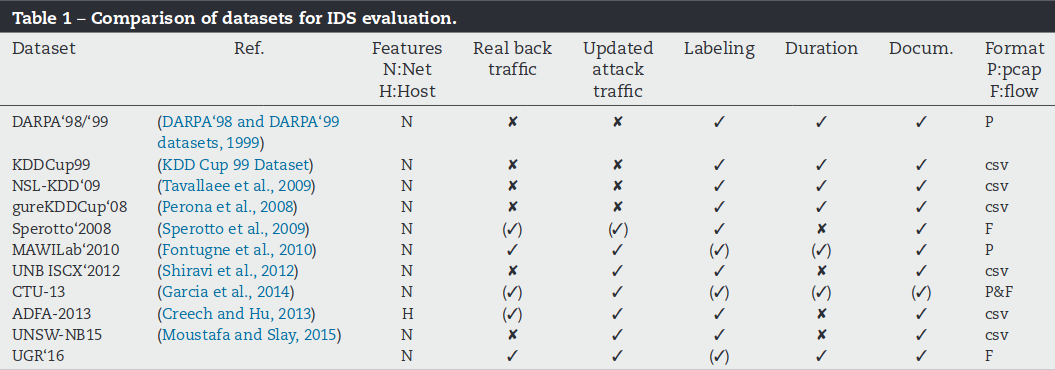 Table 1 – Comparison of datasets for IDS evaluation.
Dataset Ref. Features Real back Updated Labeling Duration Docum. Format
N:Net traffic attack P:pcap
H:Host traffic F:flow
DARPA‘98/‘99 (DARPA‘98 and DARPA‘99 N ✘ ✘ ✓ ✓ ✓ P
datasets, 1999)
KDDCup99 (KDD Cup 99 Dataset) N ✘ ✘ ✓ ✓ ✓ csv
NSL-KDD‘09 (Tavallaee et al., 2009) N ✘ ✘ ✓ ✓ ✓ csv
gureKDDCup‘08 (Perona et al., 2008) N ✘ ✘ ✓ ✓ ✓ csv
Sperotto‘2008 (Sperotto et al., 2009) N (✓) (✓) ✓ ✘ ✓ F
MAWILab‘2010 (Fontugne et al., 2010) N ✓ ✓ (✓) (✓) ✓ P
UNB ISCX‘2012 (Shiravi et al., 2012) N ✘ ✓ ✓ ✘ ✓ csv
CTU-13 (Garcia et al., 2014) N (✓) ✓ (✓) (✓) (✓) P&F
ADFA-2013 (Creech and Hu, 2013) H (✓) ✓ ✓ ✘ ✓ csv
UNSW-NB15 (Moustafa and Slay, 2015) N ✘ ✓ ✓ ✘ ✓ csv
UGR‘16 N ✓ ✓ (✓) ✓ ✓ F